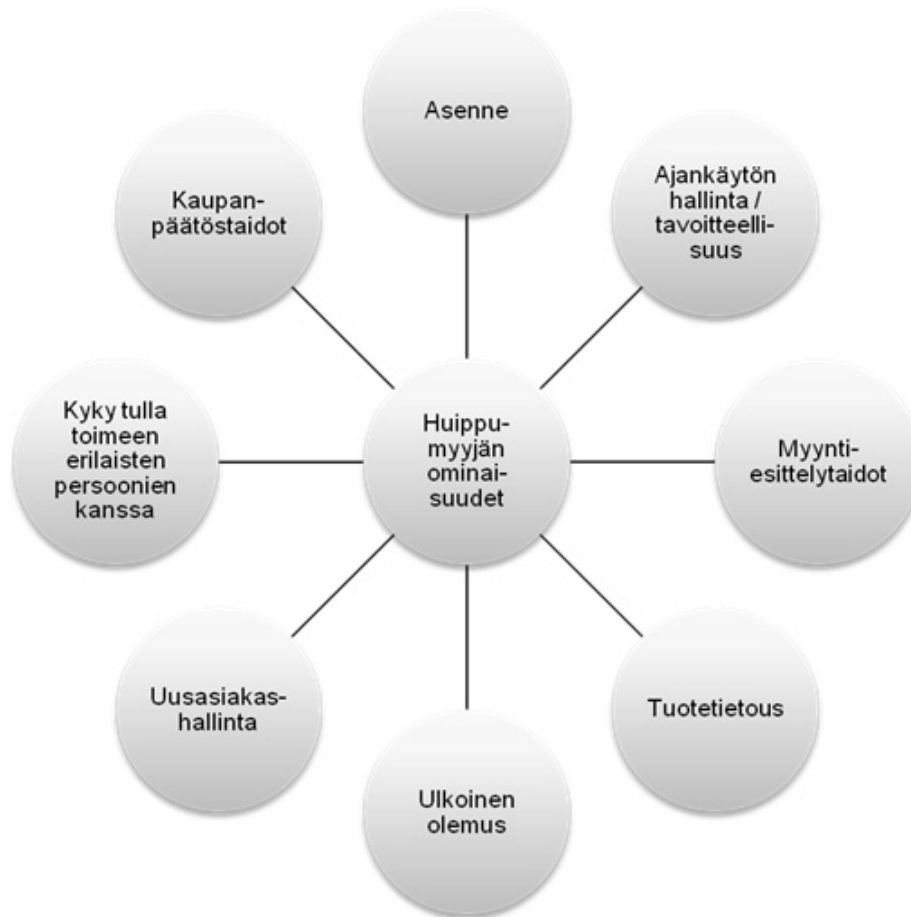 Asenne
Ajankäytön
hallinta /
tavoitteelli-
suus
Kaupan-
päätöstaidot
Kyky tulla
toimeen
erilaisten
persoonien
kanssa
Huippu-
myyjän
ominai-
suudet
Myynti-
esittelytaidot
Uusasiakas-
hallinta
Tuotetietous
Ulkoinen
olemus